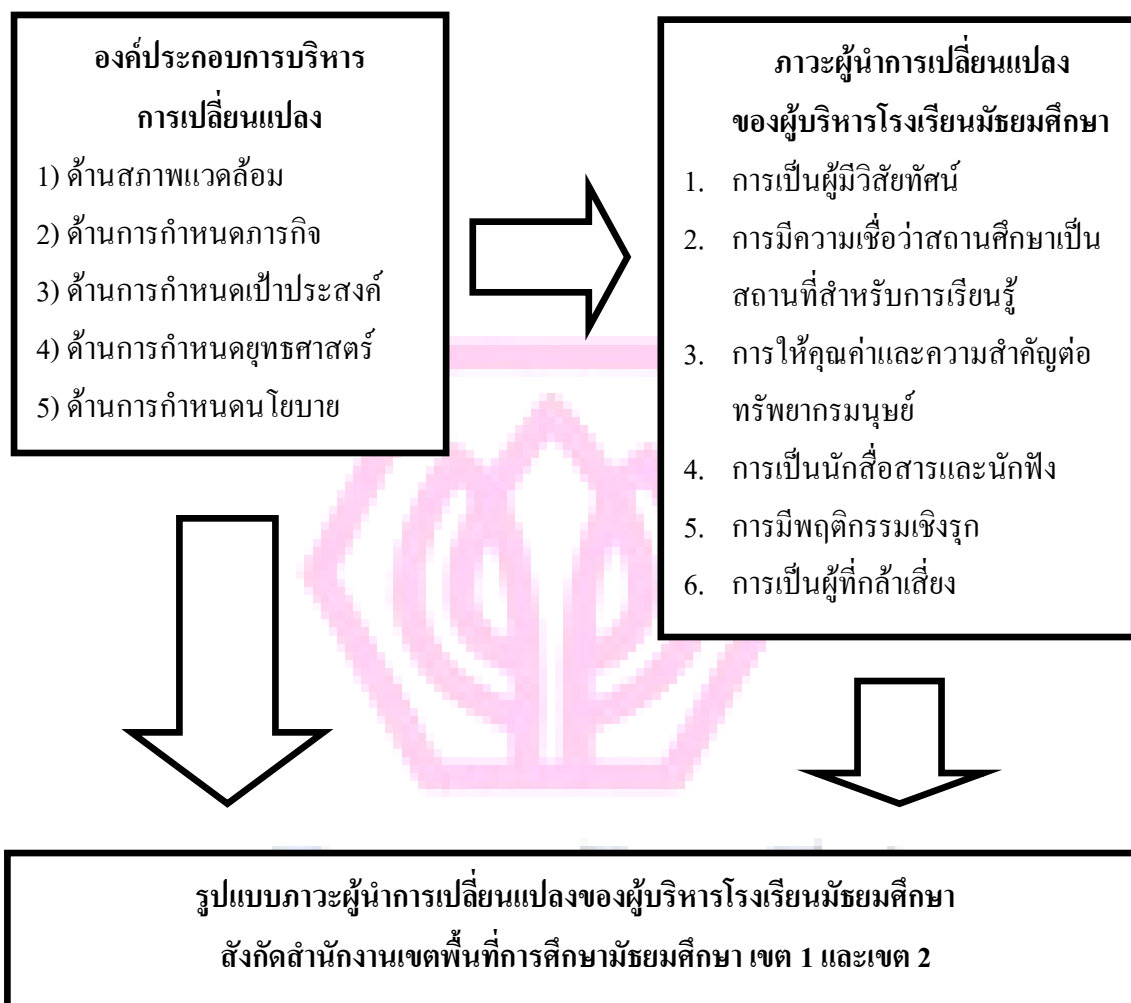 องค์ประกอบการบริหาร
การเปลี่ยนแปลง
1) ด้านสภาพแวดล้อม
2) ด้านการกำหนดภารกิจ
3) ด้านการกำหนดเป้าประสงค์
4) ด้านการกำหนดยุทธศาสตร์
5) ด้านการกำหนดนโยบาย
ภาวะผู้นำการเปลี่ยนแปลง
ของผู้บริหารโรงเรียนมัธยมศึกษา
1. การเป็นผู้มีวิสัยทัศน์
2. การมีความเชื่อว่าสถานศึกษาเป็น
สถานที่สำหรับการเรียนรู้
3. การให้คุณค่าและความสำคัญต่อ
ทรัพยากรมนุษย์
4. การเป็นนักสื่อสารและนักฟัง
5. การมีพฤติกรรมเชิงรุก
6. การเป็นผู้ที่กล้าเสี่ยง
รูปแบบภาวะผู้นำการเปลี่ยนแปลงของผู้บริหารโรงเรียนมัธยมศึกษา
สังกัดสำนักงานเขตพื้นที่การศึกษามัธยมศึกษา เขต 1 และเขต 2